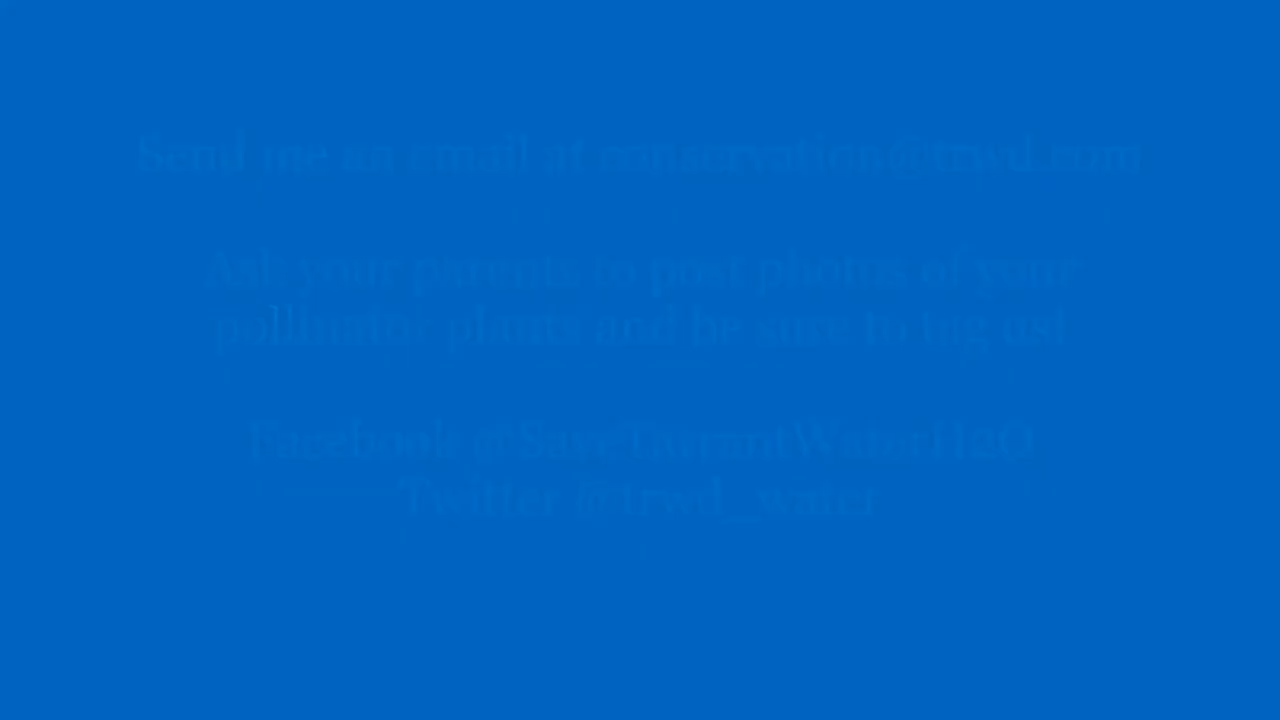 Send me an email at conservation@trwd.com
Ask your parents to post photos of your
pollinator plants and be sure to tag us!
Facebook @SaveTarrantWaterH2O
Twitter @trwd_water